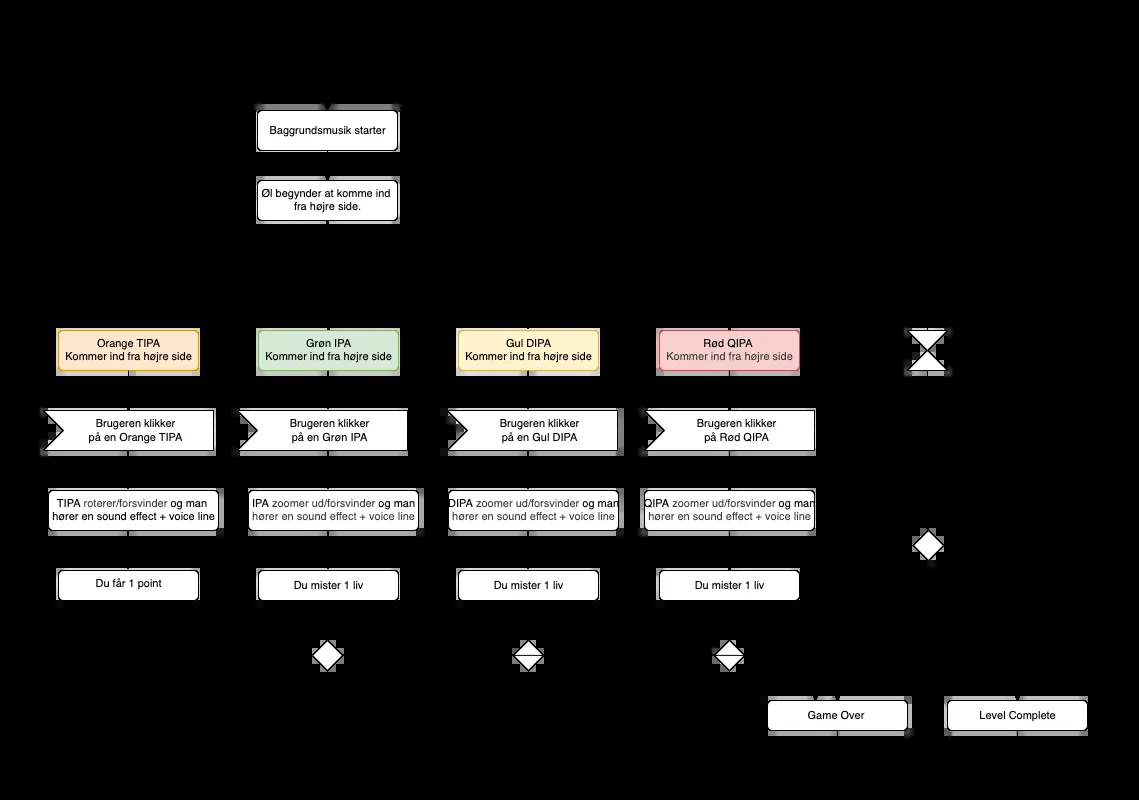 Baggrundsmusik starter
Øl begynder at komme ind
fra højre side.
Orange TIPA
Kommer ind fra højre side
Grøn IPA
Kommer ind fra højre side
Gul DIPA
Kommer ind fra højre side
Rød QIPA
Kommer ind fra højre side
Brugeren klikker
på en Orange TIPA
Brugeren klikker
på en Grøn IPA
Brugeren klikker
på en Gul DIPA
Brugeren klikker
på Rød QIPA
TIPA roterer/forsvinder og man
hører en sound effect + voice line
IPA zoomer ud/forsvinder og man
hører en sound effect + voice line
DIPA zoomer ud/forsvinder og man
hører en sound effect + voice line
QIPA zoomer ud/forsvinder og man
hører en sound effect + voice line
Du får 1 point
Du mister 1 liv
Du mister 1 liv
Du mister 1 liv
Game Over
Level Complete